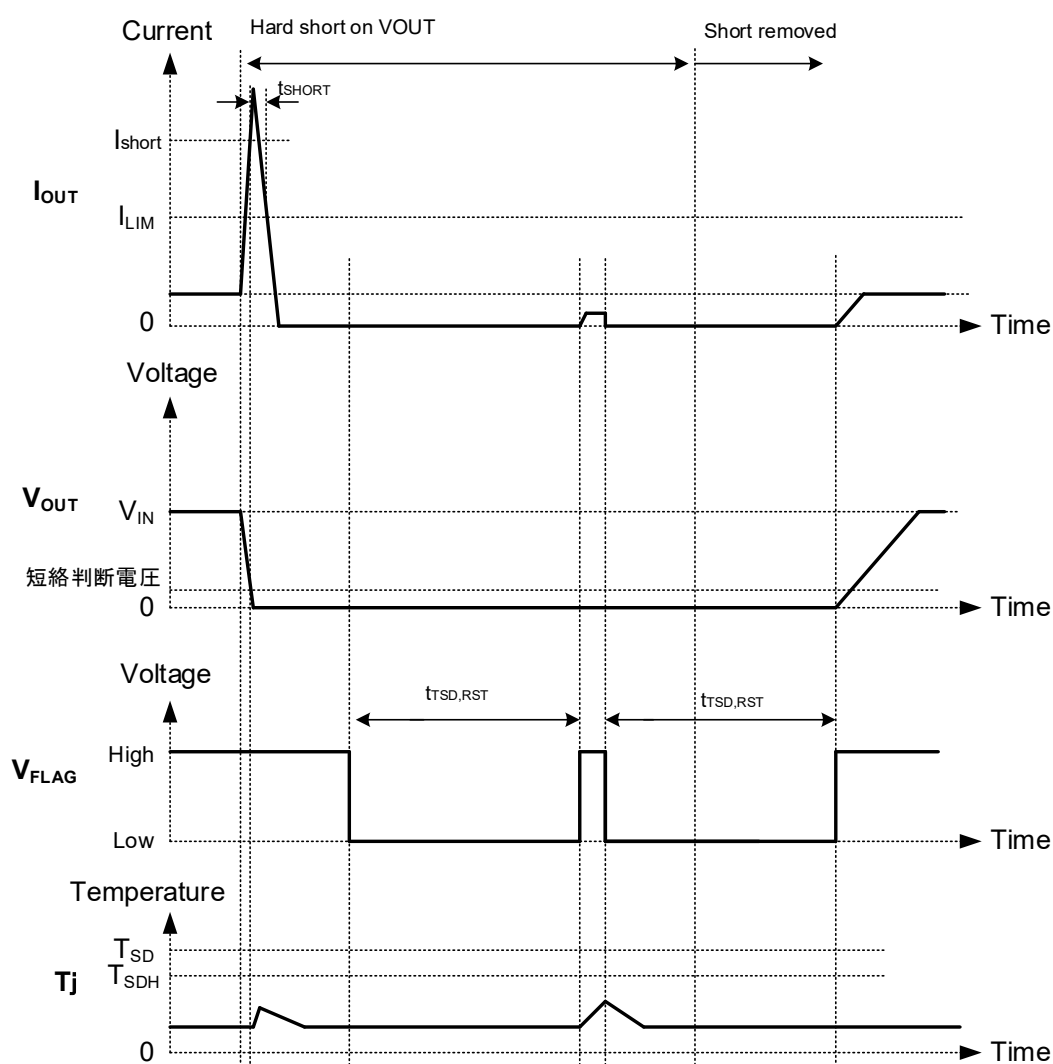 Current
Hard short on VOUT
Short removed
tSHORT
Ishort
IOUT
ILIM
0
Time
Voltage
VOUT
VIN
短絡判断電圧
0
Time
Voltage
tTSD,RST
tTSD,RST
High
VFLAG
Low
Time
Temperature
TSD
Tj
TSDH
0
Time